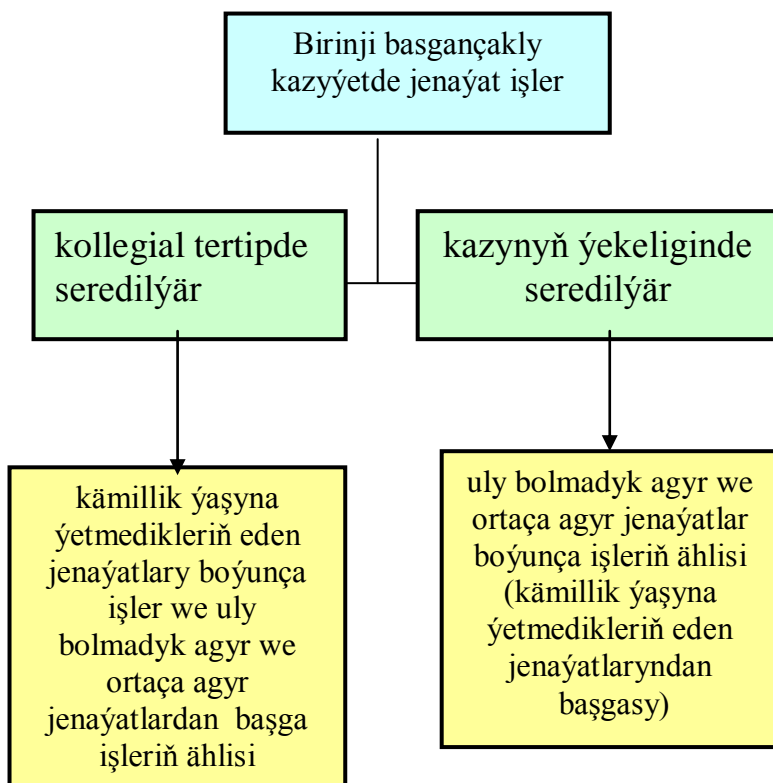 Birinji basgançakly
kazyýetde jenaýat işler
kollegial tertipde
seredilýär
kazynyň ýekeliginde
seredilýär
kämillik ýaşyna
ýetmedikleriň eden
jenaýatlary boýunça
işler we uly
bolmadyk agyr we
ortaça agyr
jenaýatlardan başga
işleriň ählisi
uly bolmadyk agyr we
ortaça agyr jenaýatlar
boýunça işleriň ählisi
(kämillik ýaşyna
ýetmedikleriň eden
jenaýatlaryndan
başgasy)